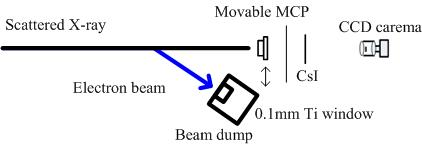 Scattered X-ray
Movable MCP
CCD carema
CsI
Electron beam
0.1mm Ti window
Beam dump